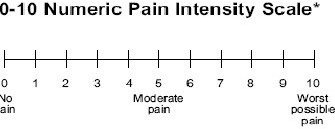 0-10 Numeric Pain Intensity Scale*
0 1 2 3 4 5 6 7 8 9 10
No Moderate Worst
ain pain possible
pain